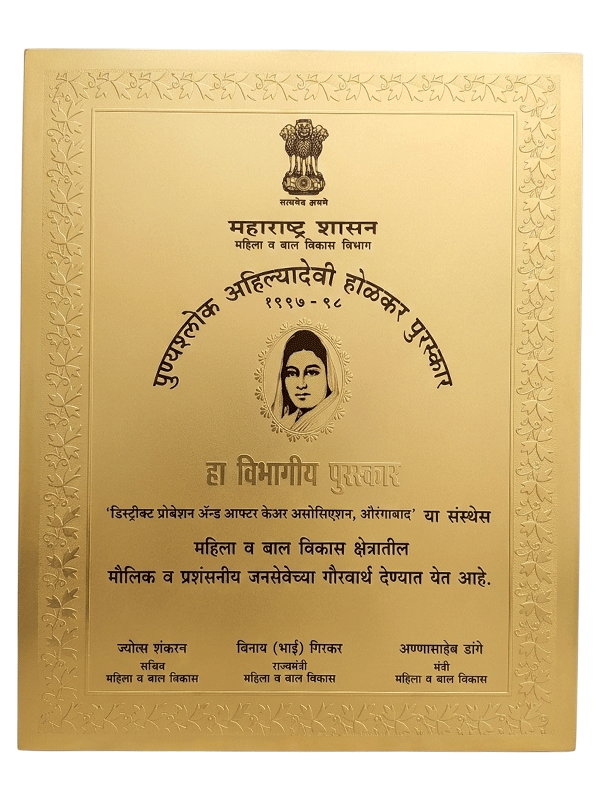 सत्यमेव जयते
महाराष्ट्र शासन
महिला व बाल विकास विभाग
पुण्यश्लोक अहिल्यादेवी होळकर पुरस्कार
१९९७ - ९८
हा विभागीय पुरस्कार
'डिस्ट्रीक्ट प्रोबेशन ॲन्ड आफ्टर केअर असोसिएशन, औरंगाबाद' या संस्थेस
महिला व बाल विकास क्षेत्रातील
मौलिक व प्रशंसनीय जनसेवेच्या गौरवार्थ देण्यात येत आहे.
ज्योत्स शंकरन विनाय (भाई) गिरकर अण्णासाहेब डांगे
सचिव राज्यमंत्री मंत्री
महिला व बाल विकास महिला व वाल विकास महिला व बाल विकास